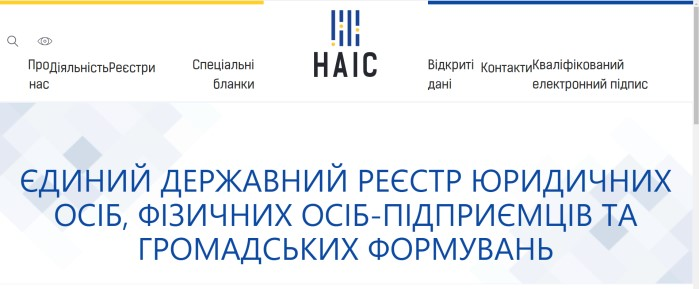 НАІС
Про нас
Діяльність
Реєстри
Спеціальні бланки
Відкриті дані
Контакти
Кваліфікований електронний підпис
ЄДИНИЙ ДЕРЖАВНИЙ РЕЄСТР ЮРИДИЧНИХ
ОСІБ, ФІЗИЧНИХ ОСІБ-ПІДПРИЄМЦІВ ТА
ГРОМАДСЬКИХ ФОРМУВАНЬ